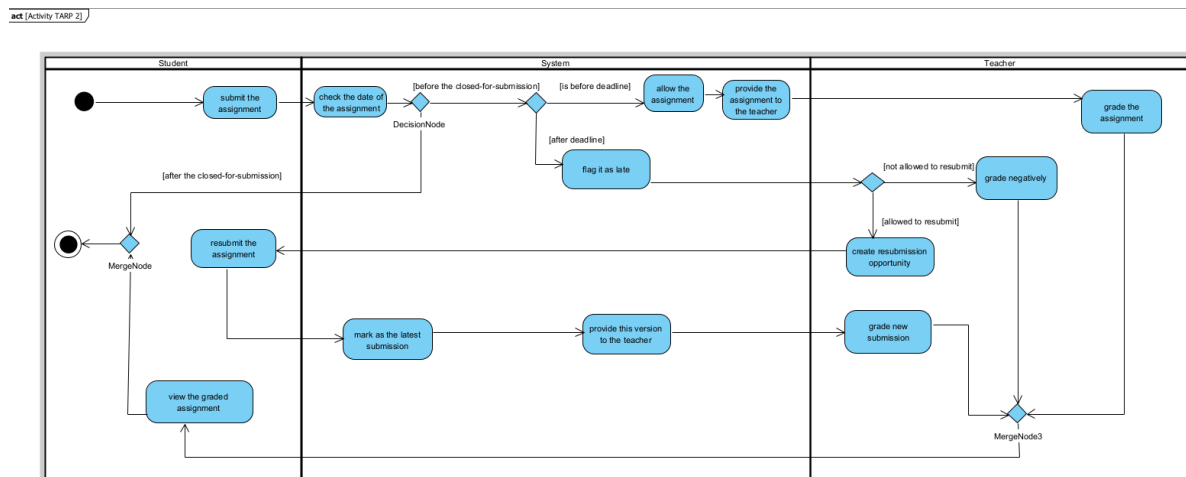 act [Activity TARP 2]
Student
System
Teacher
[before the closed-for-submission]
[is before deadline]
submit the
assignment
check the date of
the assignment
DecisionNode
allow the
assignment
provide the
assignment to
the teacher
grade the
assignment
[after deadline]
[after the closed-for-submission]
flag it as late
[not allowed to resubmit]
grade negatively
[allowed to resubmit]
MergeNode
resubmit the
assignment
create resubmission
opportunity
mark as the latest
submission
provide this version
to the teacher
grade new
submission
view the graded
assignment
MergeNode3